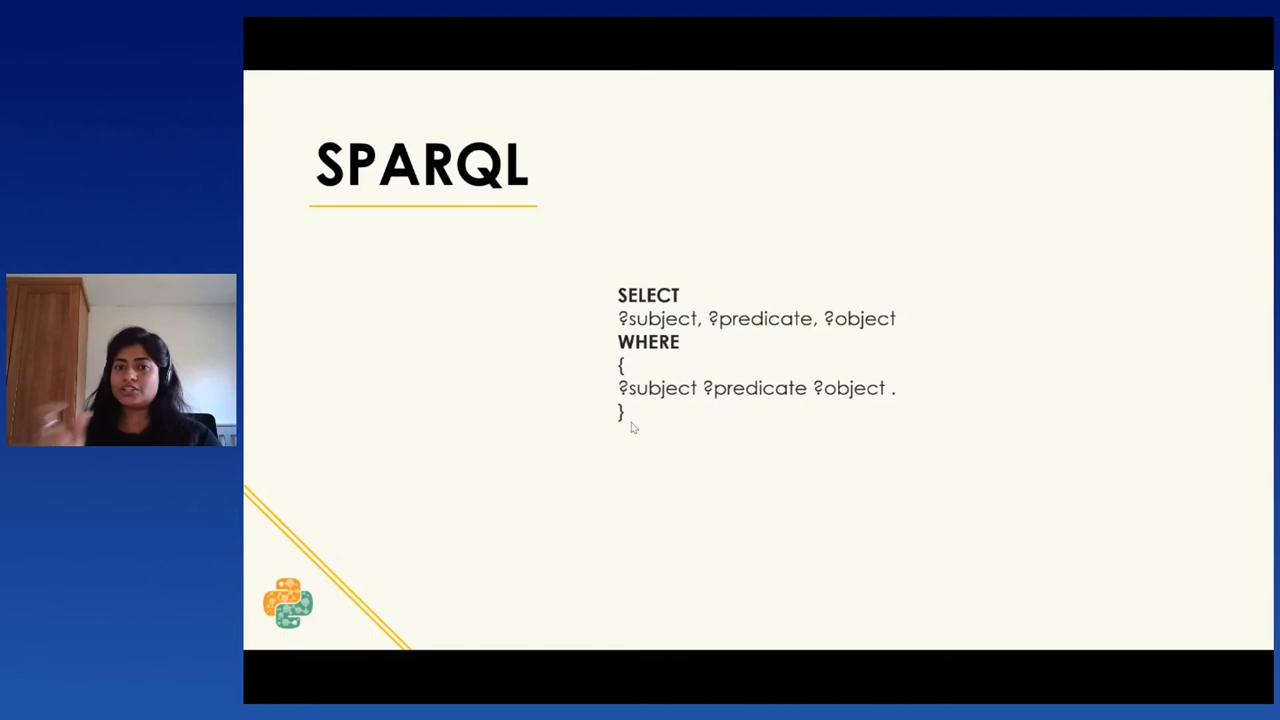 SPARQL
SELECT
?subject, ?predicate, ?object
WHERE
{
?subject ?predicate ?object .
}